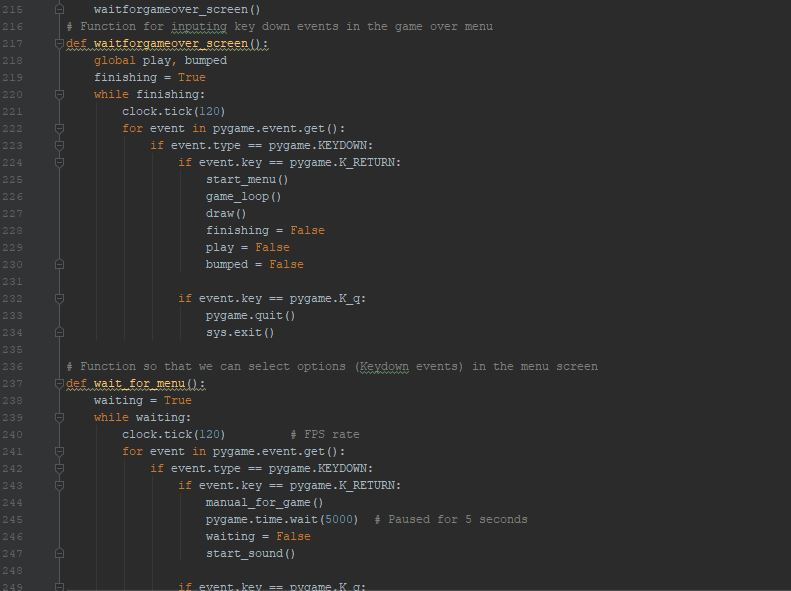 215 waitforgameover_screen()
216 # Function for inputing key down events in the game over menu
217 def waitforgameover_screen():
218 global play, bumped
219 finishing = True
220 while finishing:
221 clock.tick(120)
222 for event in pygame.event.get():
223 if event.type == pygame.KEYDOWN:
224 if event.key == pygame.K_RETURN:
225 start_menu()
226 game_loop()
227 draw()
228 finishing = False
229 play = False
230 bumped = False
231
232 if event.key == pygame.K_q:
233 pygame.quit()
234 sys.exit()
235
236 # Function so that we can select options (Keydown events) in the menu screen
237 def wait_for_menu():
238 waiting = True
239 while waiting:
240 clock.tick(120) # FPS rate
241 for event in pygame.event.get():
242 if event.type == pygame.KEYDOWN:
243 if event.key == pygame.K_RETURN:
244 manual_for_game()
245 pygame.time.wait(5000) # Paused for 5 seconds
246 waiting = False
247 start_sound()
248
249 if event.key == pygame.K_q: